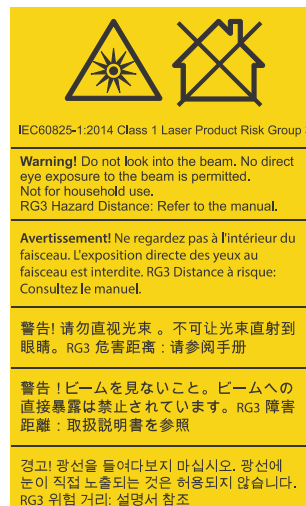 IEC60825-1:2014 Class 1 Laser Product Risk Group
Warning! Do not look into the beam. No direct
eye exposure to the beam is permitted.
Not for household use.
RG3 Hazard Distance: Refer to the manual.
Avertissement! Ne regardez pas à l'intérieur du
faisceau. L'exposition directe des yeux au
faisceau est interdite. RG3 Distance à risque:
Consultez le manuel.
警告! 请勿直视光束 。不可让光束直射到
眼睛。RG3 危害距离 : 请参阅手册
警告 ! ビームを見ないこと。ビームへの
直接暴露は禁止されています。RG3 障害
距離 : 取扱説明書を参照
경고! 광선을 들여다보지 마십시오. 광선에
눈이 직접 노출되는 것은 허용되지 않습니다.
RG3 위험 거리: 설명서 참조